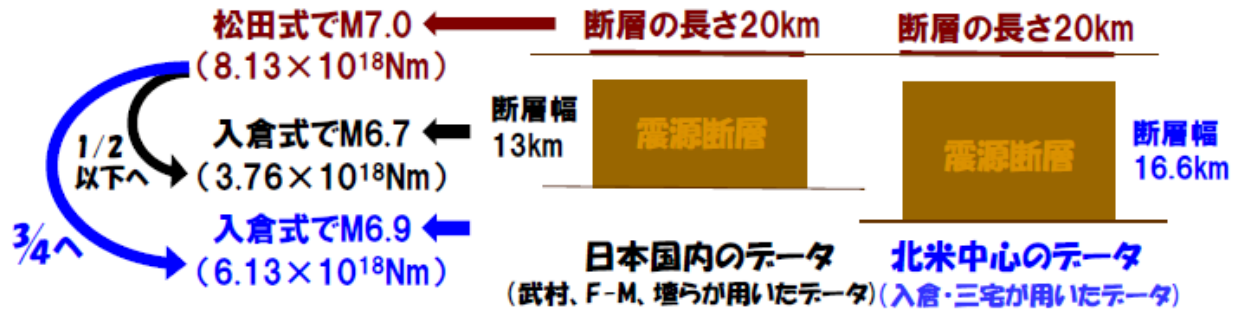 松田式でM7.0
(8.13×10¹⁸Nm)
断層の長さ20km
断層の長さ20km
1/2
以下へ
入倉式でM6.7
(3.76×10¹⁸Nm)
断層幅
13km
震源断層
震源断層
断層幅
16.6km
3/4へ
入倉式でM6.9
(6.13×10¹⁸Nm)
日本国内のデータ
(武村、F-M、壇らが用いたデータ)
北米中心のデータ
(入倉・三宅が用いたデータ)